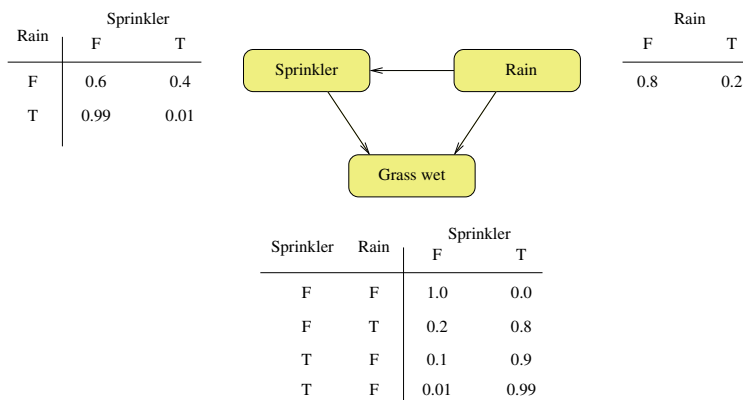 Sprinkler
Rain F T
F 0.6 0.4
T 0.99 0.01
Sprinkler
Rain
Grass wet
Rain
F T
0.8 0.2
Sprinkler
Sprinkler Rain F T
F F 1.0 0.0
F T 0.2 0.8
T F 0.1 0.9
T F 0.01 0.99